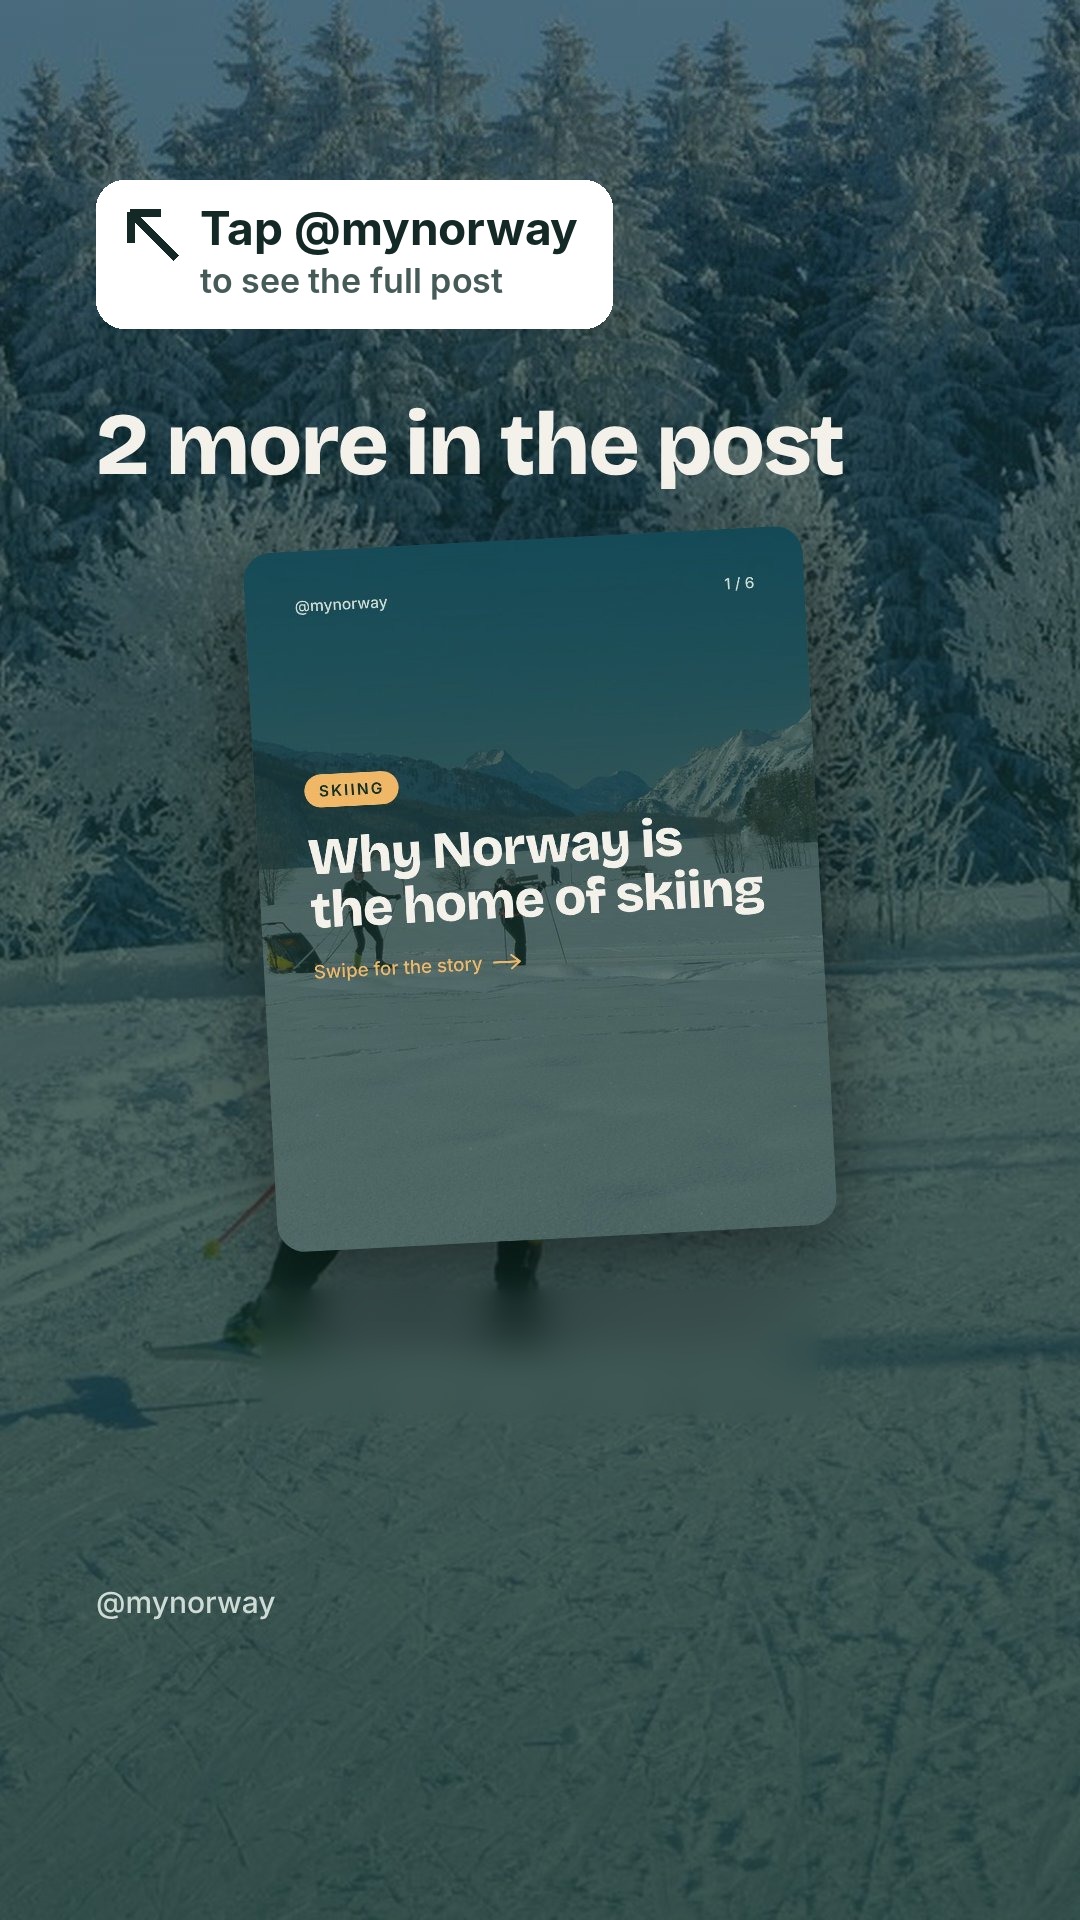 Tap @mynorway
to see the full post
2 more in the post
@mynorway
1 / 6
SKIING
Why Norway is
the home of skiing
Swipe for the story
@mynorway